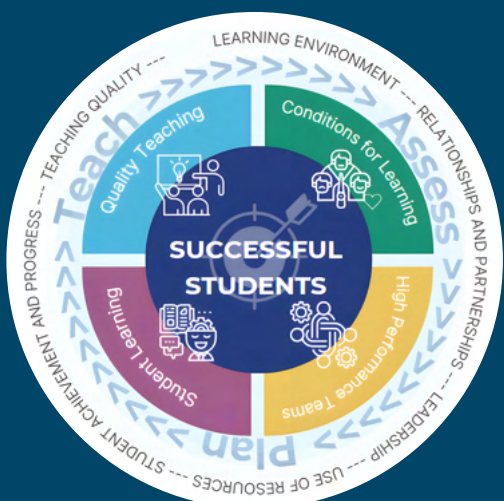 LEARNING ENVIRONMENT --- RELATIONSHIPS AND PARTNERSHIPS --- LEADERSHIP --- USE OF RESOURCES --- STUDENT ACHIEVEMENT AND PROGRESS --- TEACHING QUALITY ---
Teach > > > > > > > > > > > Assess > > > > > > > > > > > Plan > > > > > > > > > > >
Quality Teaching
Conditions for Learning
SUCCESSFUL
STUDENTS
Student Learning
High Performance Teams